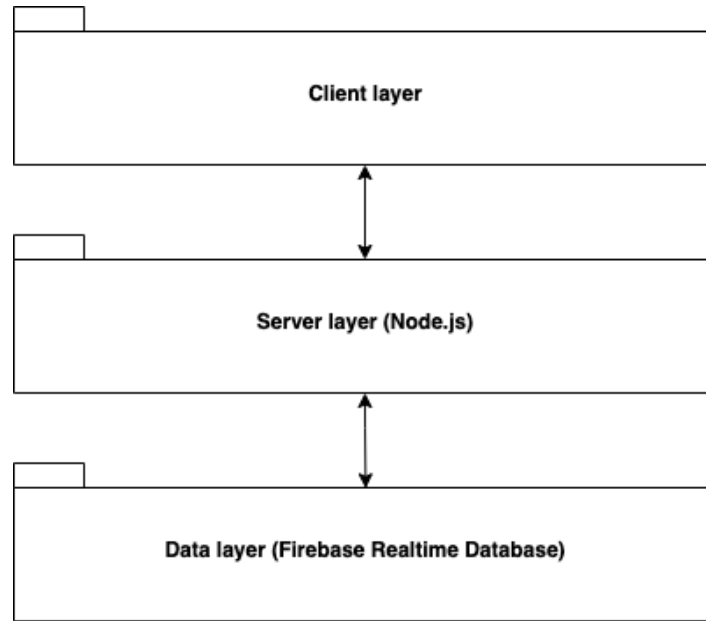 Client layer
Server layer (Node.js)
Data layer (Firebase Realtime Database)